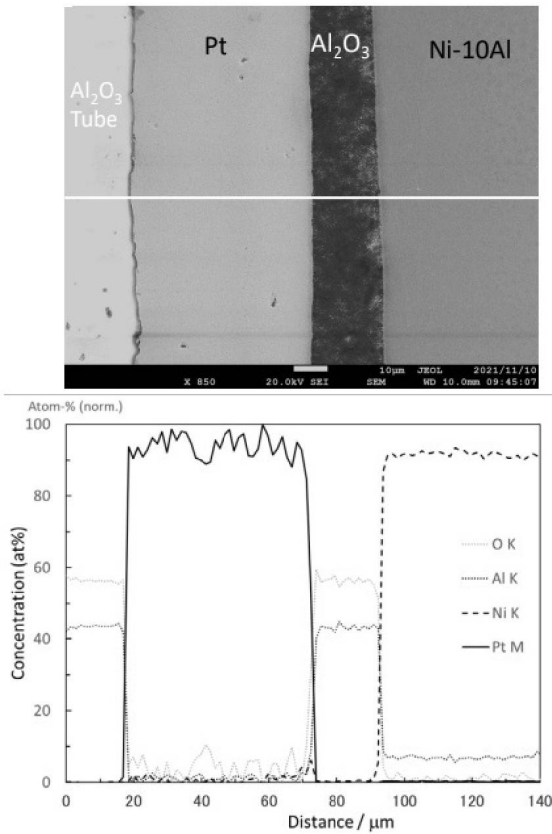 Pt
Al₂O₃
Ni-10Al
Al₂O₃
Tube
10μm JEOL 2021/11/10
X 850 20.0kV SEI SEM WD 10.0mm 09:45:07
Atom-% (norm.)
Concentration (at%)
100
80
60
40
20
0
O K
Al K
Ni K
Pt M
0 20 40 60 80 100 120 140
Distance / μm